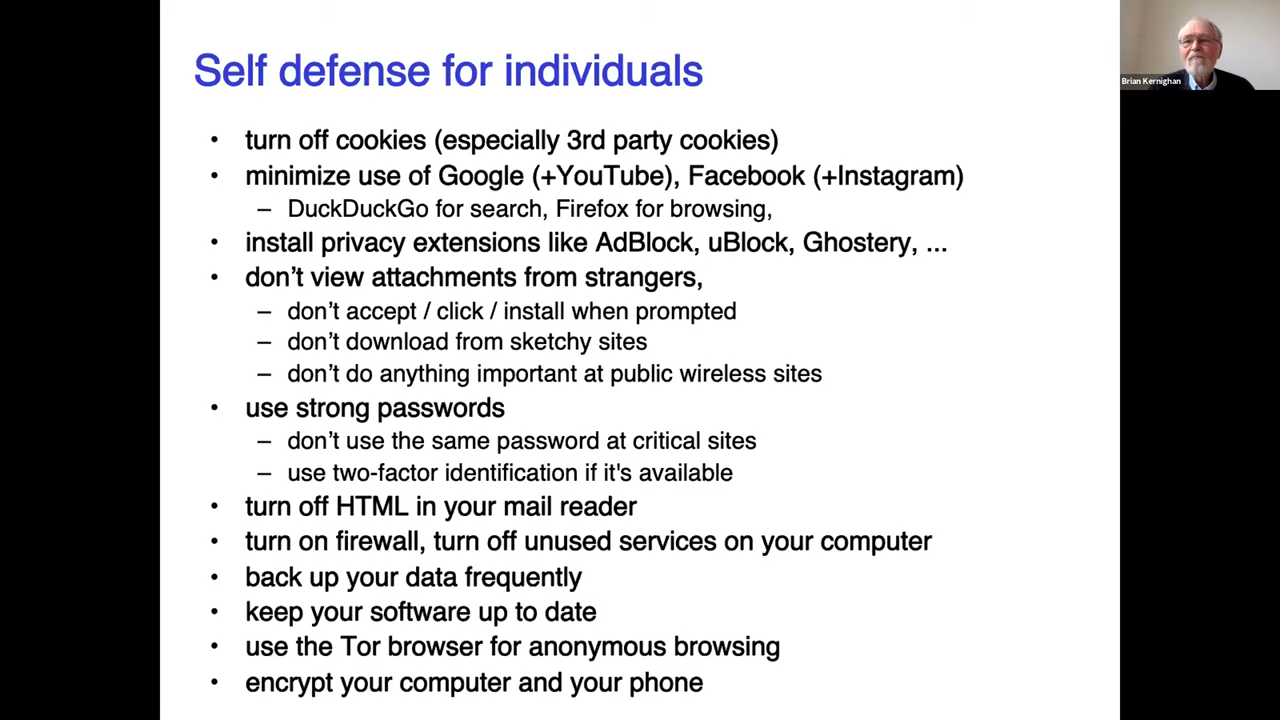 Self defense for individuals
• turn off cookies (especially 3rd party cookies)
• minimize use of Google (+YouTube), Facebook (+Instagram)
– DuckDuckGo for search, Firefox for browsing,
• install privacy extensions like AdBlock, uBlock, Ghostery, ...
• don't view attachments from strangers,
– don't accept / click / install when prompted
– don't download from sketchy sites
– don't do anything important at public wireless sites
• use strong passwords
– don't use the same password at critical sites
– use two-factor identification if it's available
• turn off HTML in your mail reader
• turn on firewall, turn off unused services on your computer
• back up your data frequently
• keep your software up to date
• use the Tor browser for anonymous browsing
• encrypt your computer and your phone
Brian Kernighan